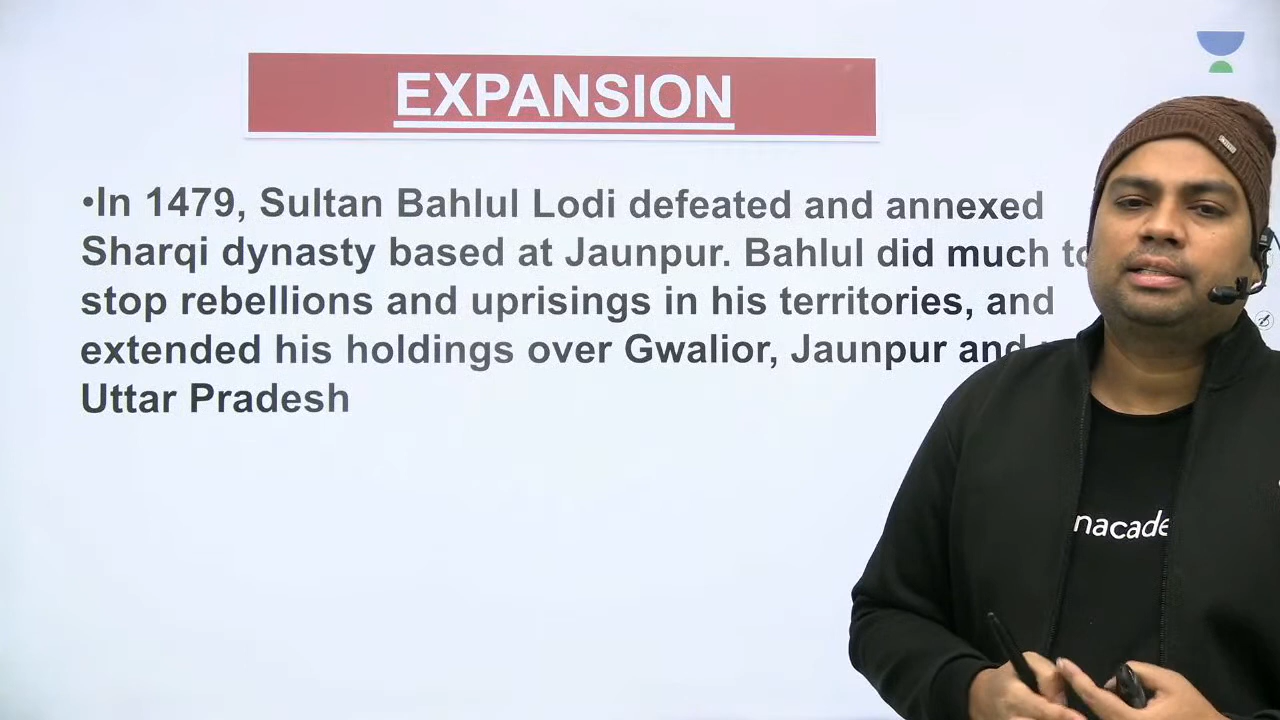 EXPANSION
•In 1479, Sultan Bahlul Lodi defeated and annexed
Sharqi dynasty based at Jaunpur. Bahlul did much to
stop rebellions and uprisings in his territories, and
extended his holdings over Gwalior, Jaunpur and
Uttar Pradesh
nacade